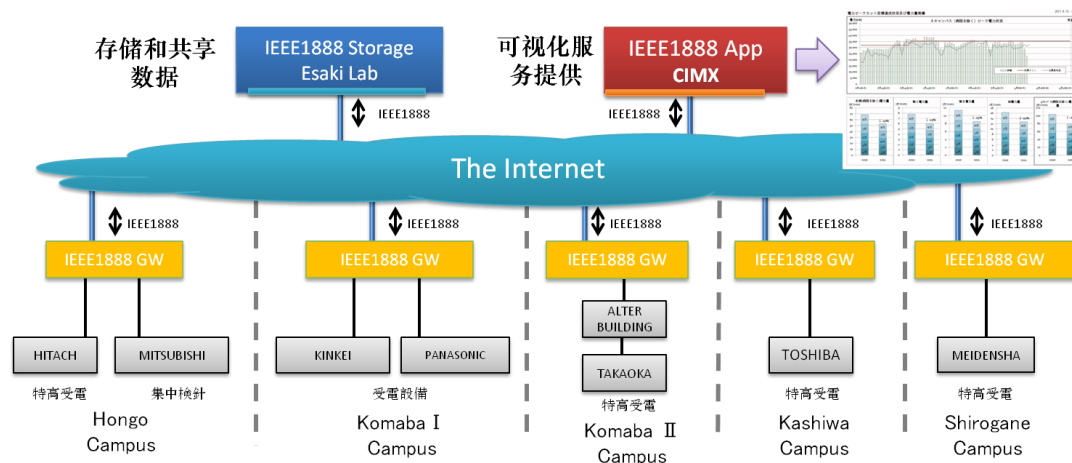 存储和共享
数据
IEEE1888 Storage
Esaki Lab
可视化服
务提供
IEEE1888 App
CIMX
IEEE1888
IEEE1888
The Internet
IEEE1888
IEEE1888
IEEE1888
IEEE1888
IEEE1888
IEEE1888 GW
IEEE1888 GW
IEEE1888 GW
IEEE1888 GW
IEEE1888 GW
HITACH
MITSUBISHI
KINKEI
PANASONIC
ALTER
BUILDING
TAKAOKA
TOSHIBA
MEIDENSHA
特高受電
集中検針
受電設備
特高受電
特高受電
特高受電
Hongo
Campus
Komaba Ⅰ
Campus
Komaba Ⅱ
Campus
Kashiwa
Campus
Shirogane
Campus